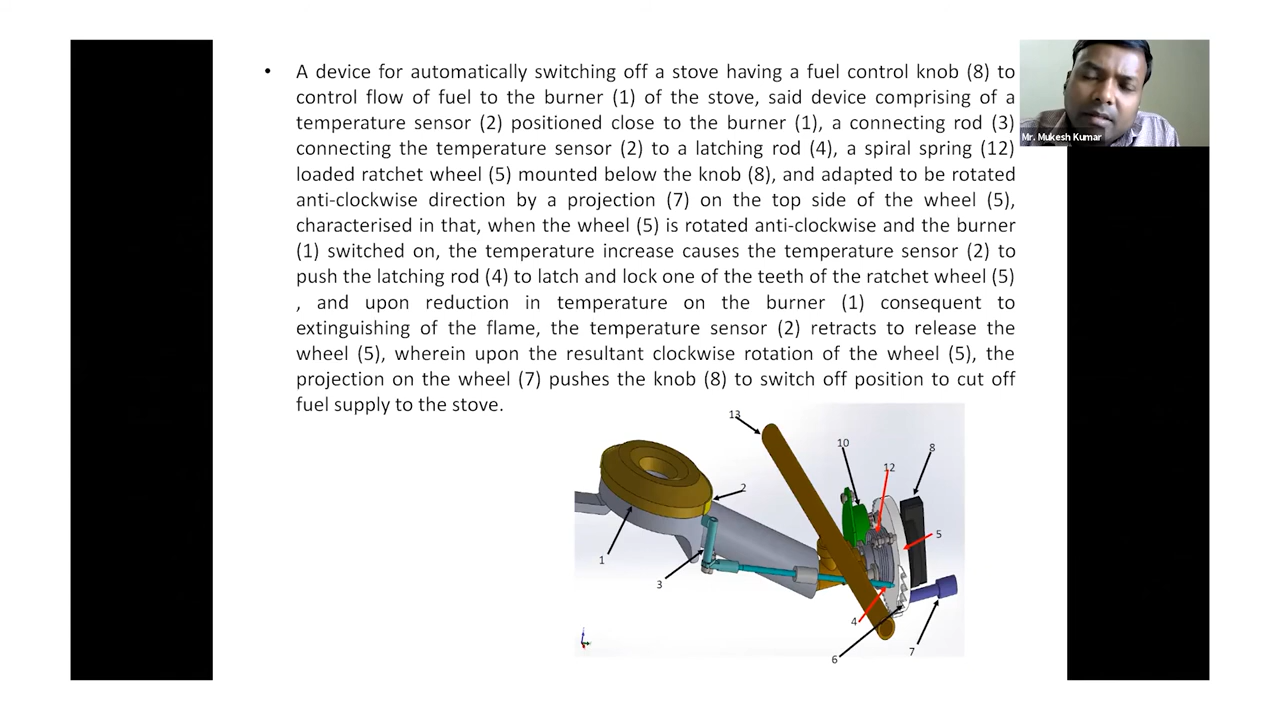 • A device for automatically switching off a stove having a fuel control knob (8) to
control flow of fuel to the burner (1) of the stove, said device comprising of a
temperature sensor (2) positioned close to the burner (1), a connecting rod (3)
connecting the temperature sensor (2) to a latching rod (4), a spiral spring (12)
loaded ratchet wheel (5) mounted below the knob (8), and adapted to be rotated
anti-clockwise direction by a projection (7) on the top side of the wheel (5),
characterised in that, when the wheel (5) is rotated anti-clockwise and the burner
(1) switched on, the temperature increase causes the temperature sensor (2) to
push the latching rod (4) to latch and lock one of the teeth of the ratchet wheel (5)
, and upon reduction in temperature on the burner (1) consequent to
extinguishing of the flame, the temperature sensor (2) retracts to release the
wheel (5), wherein upon the resultant clockwise rotation of the wheel (5), the
projection on the wheel (7) pushes the knob (8) to switch off position to cut off
fuel supply to the stove.
Mr. Mukesh Kumar
13
10
8
12
2
5
1
3
4
7
6